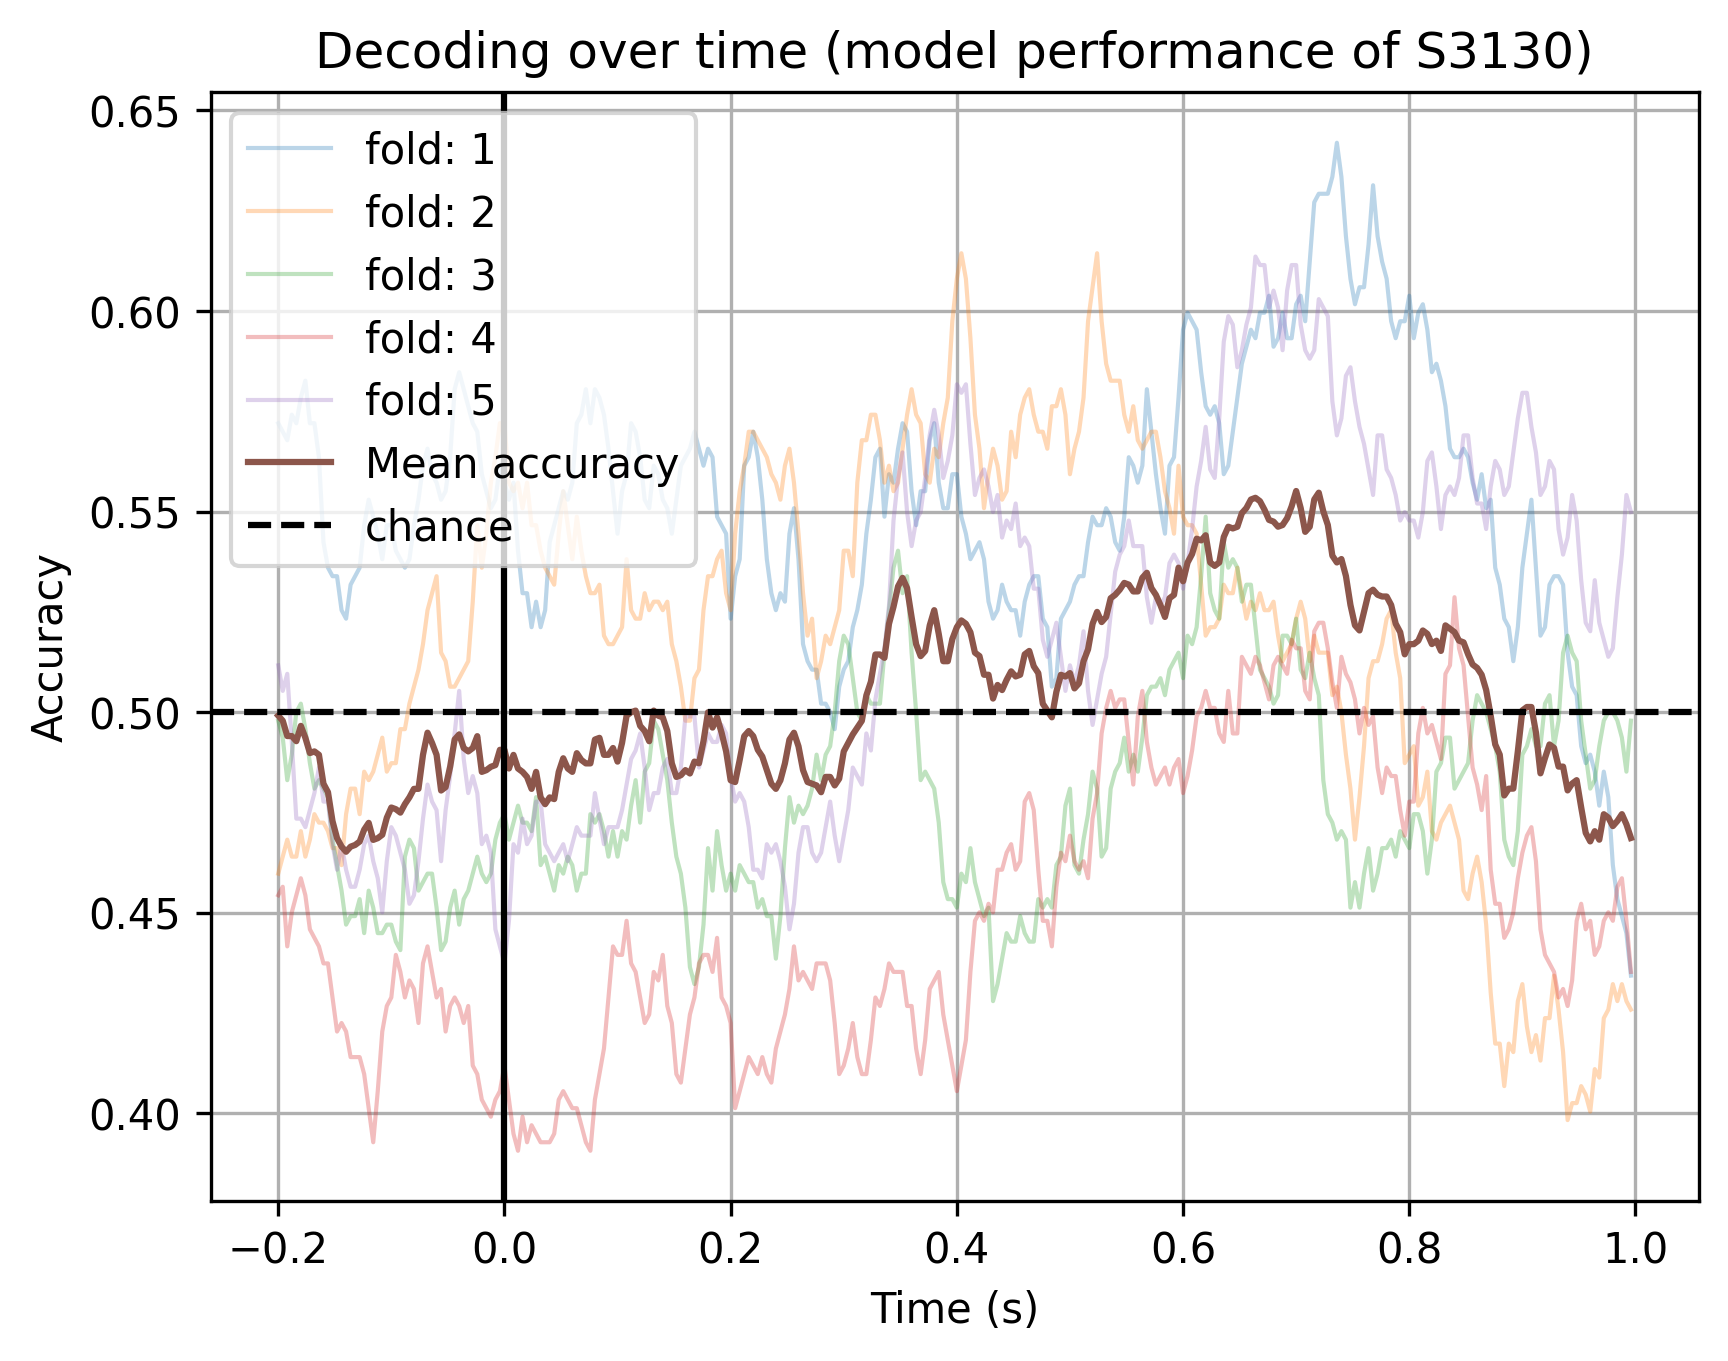 Decoding over time (model performance of S3130)
0.65
0.60
0.55
0.50
0.45
0.40
Accuracy
fold: 1
fold: 2
fold: 3
fold: 4
fold: 5
Mean accuracy
chance
−0.2 0.0 0.2 0.4 0.6 0.8 1.0
Time (s)